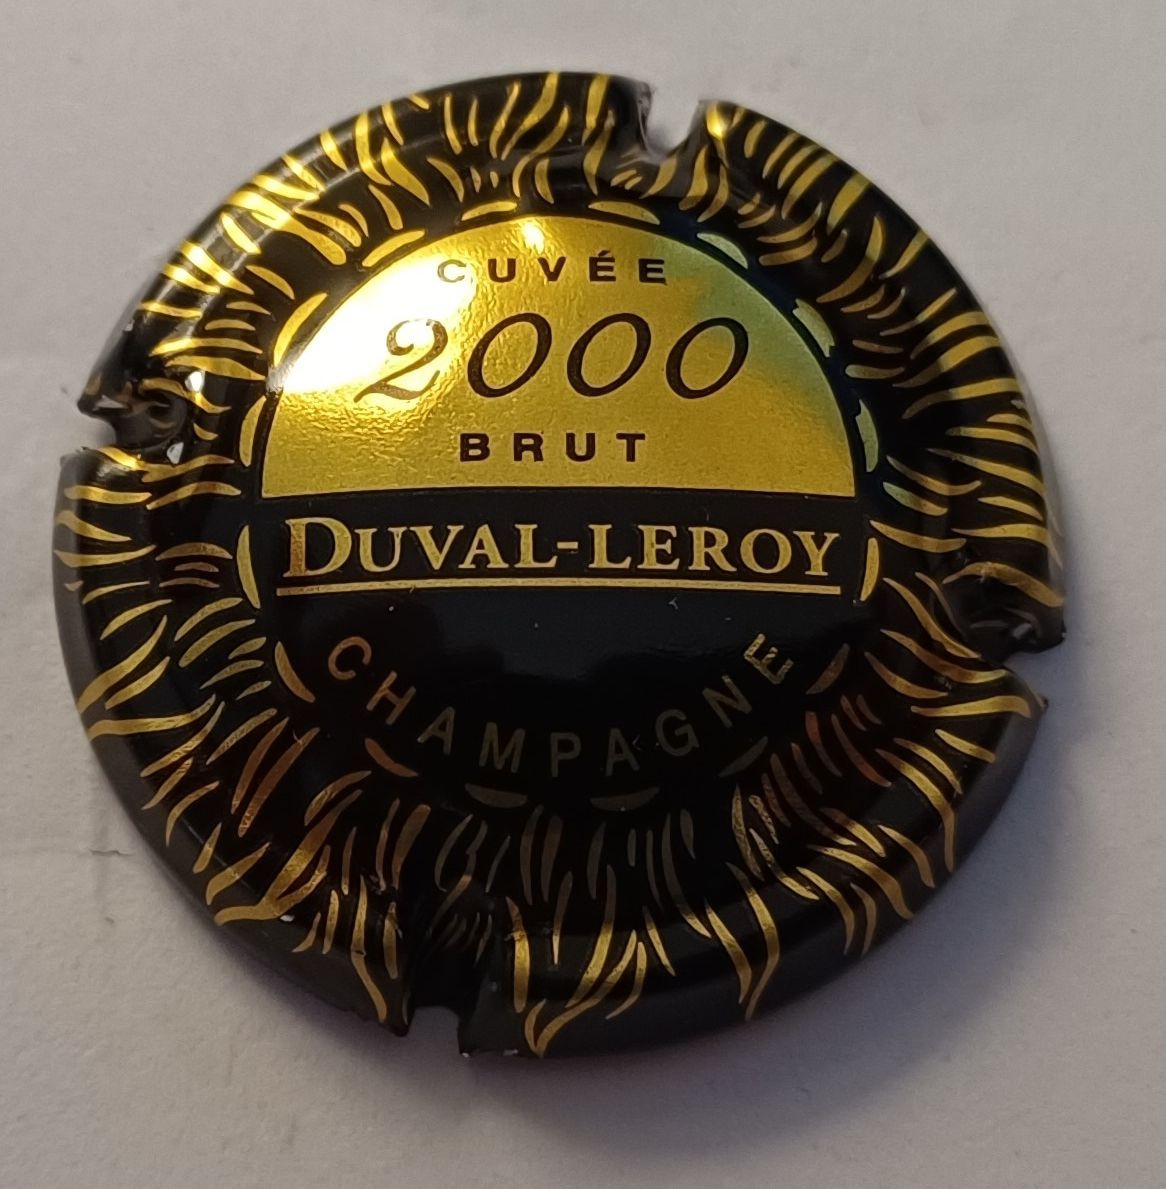 CUVÉE
2000
BRUT
DUVAL-LEROY
CHAMPAGNE